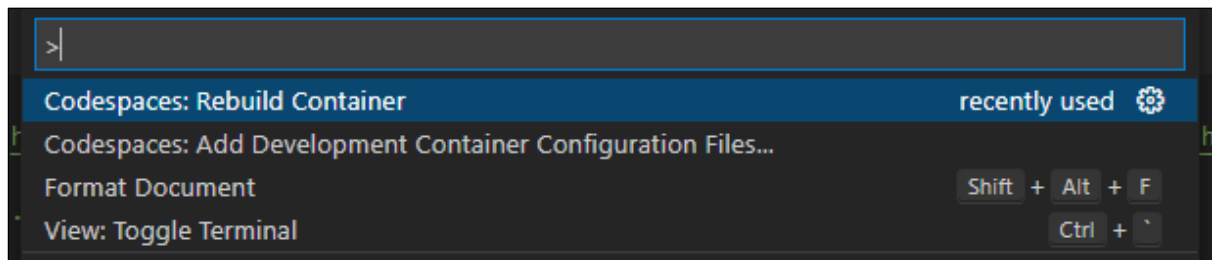 >
Codespaces: Rebuild Container recently used
Codespaces: Add Development Container Configuration Files...
Format Document Shift + Alt + F
View: Toggle Terminal Ctrl + `